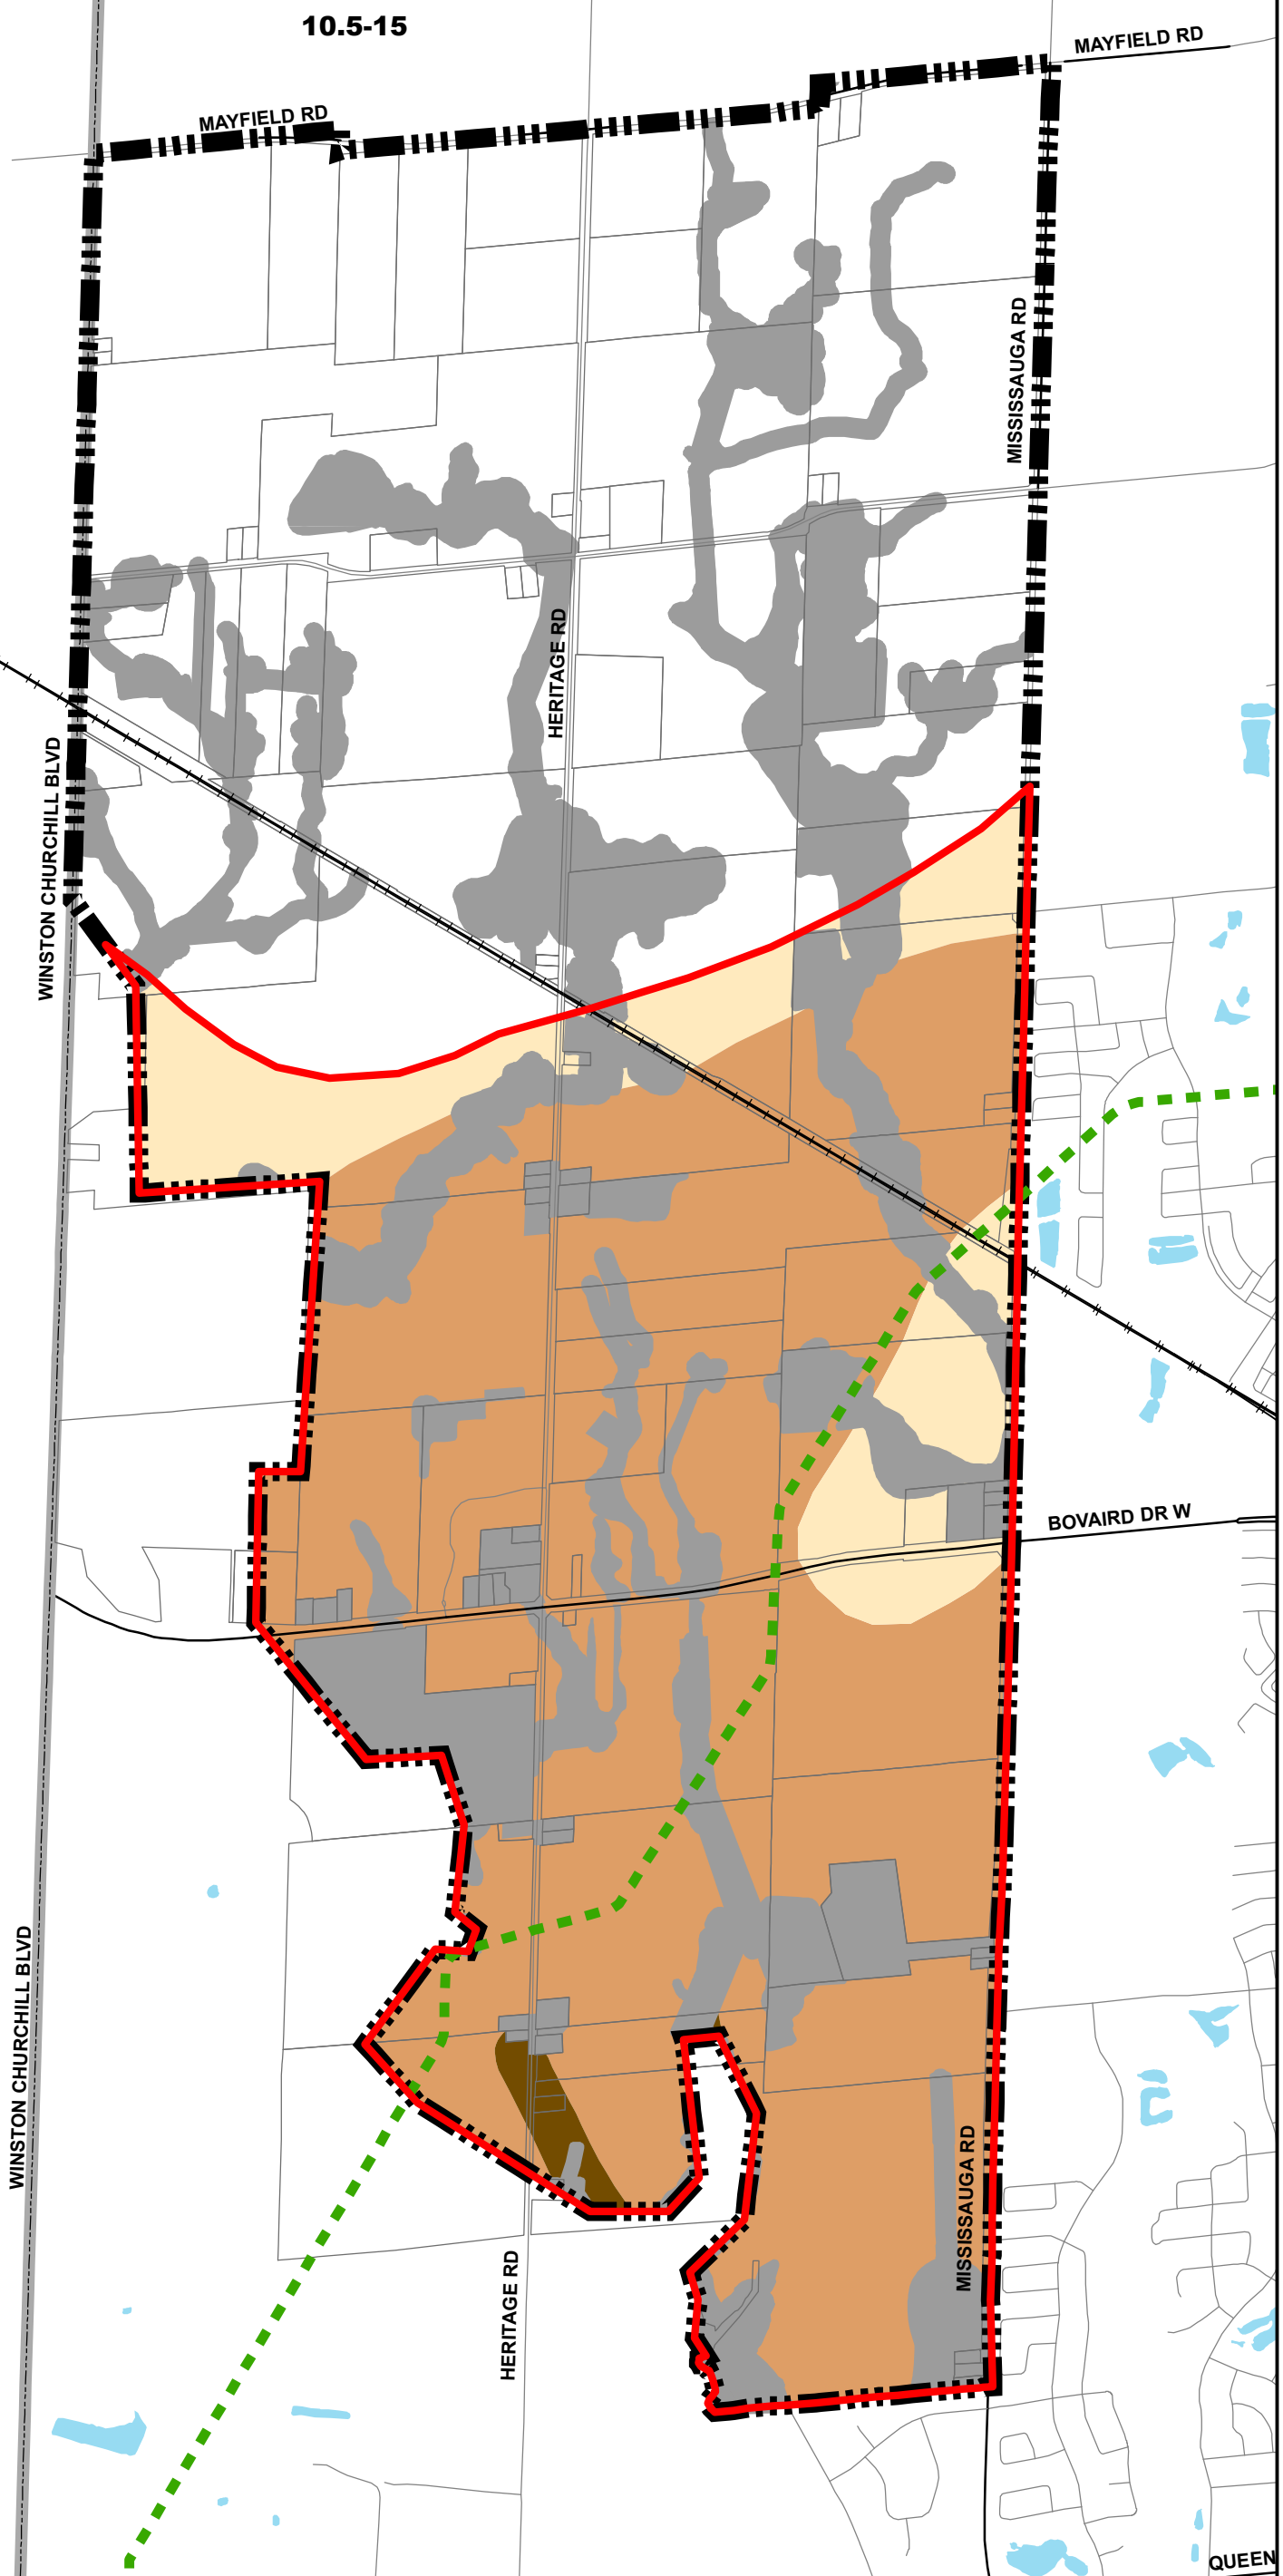 10.5-15
MAYFIELD RD
MAYFIELD RD
MISSISSAUGA RD
HERITAGE RD
WINSTON CHURCHILL BLVD
BOVAIRD DR W
WINSTON CHURCHILL BLVD
MISSISSAUGA RD
HERITAGE RD
QUEEN